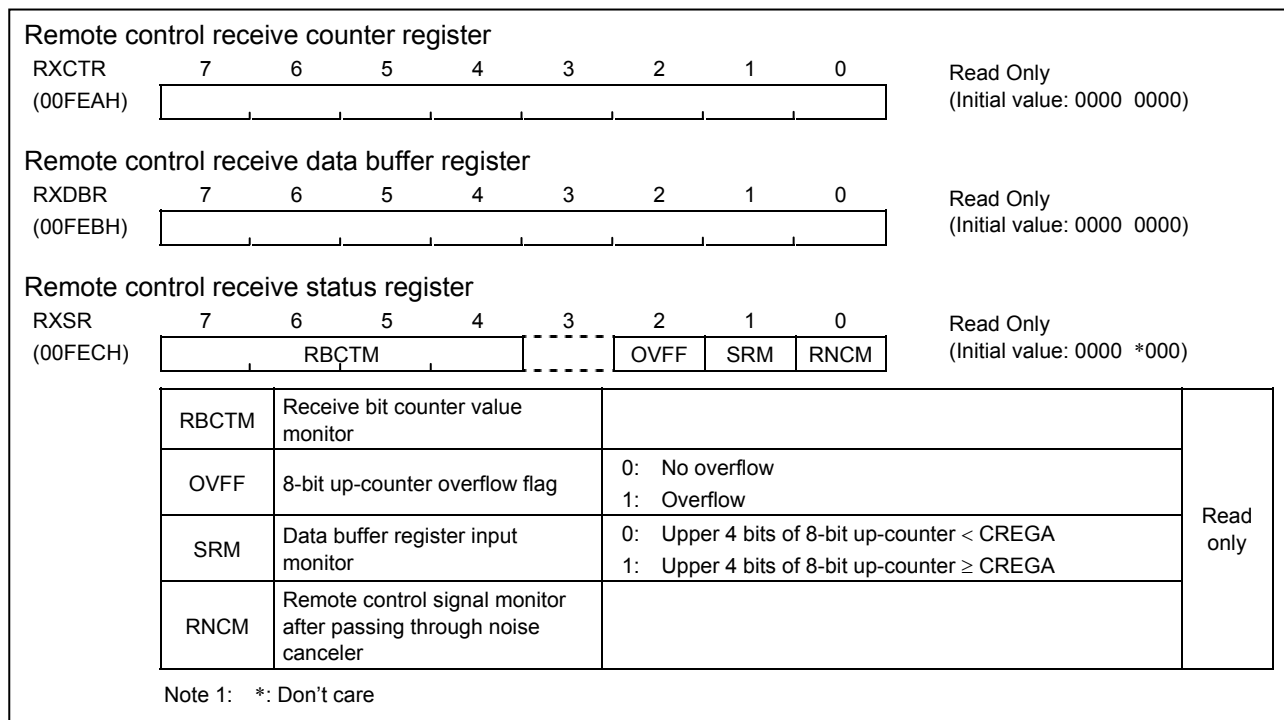 Remote control receive counter register
RXCTR 7 6 5 4 3 2 1 0 Read Only
(00FEAH) (Initial value: 0000 0000)
Remote control receive data buffer register
RXDBR 7 6 5 4 3 2 1 0 Read Only
(00FEBH) (Initial value: 0000 0000)
Remote control receive status register
RXSR 7 6 5 4 3 2 1 0 Read Only
(00FECH) RBCTM OVFF SRM RNCM (Initial value: 0000 *000)
RBCTM Receive bit counter value
monitor
OVFF 8-bit up-counter overflow flag
0: No overflow
1: Overflow
SRM Data buffer register input
monitor
0: Upper 4 bits of 8-bit up-counter < CREGA
1: Upper 4 bits of 8-bit up-counter ≥ CREGA
RNCM Remote control signal monitor
after passing through noise
canceler
Read
only
Note 1: *: Don't care